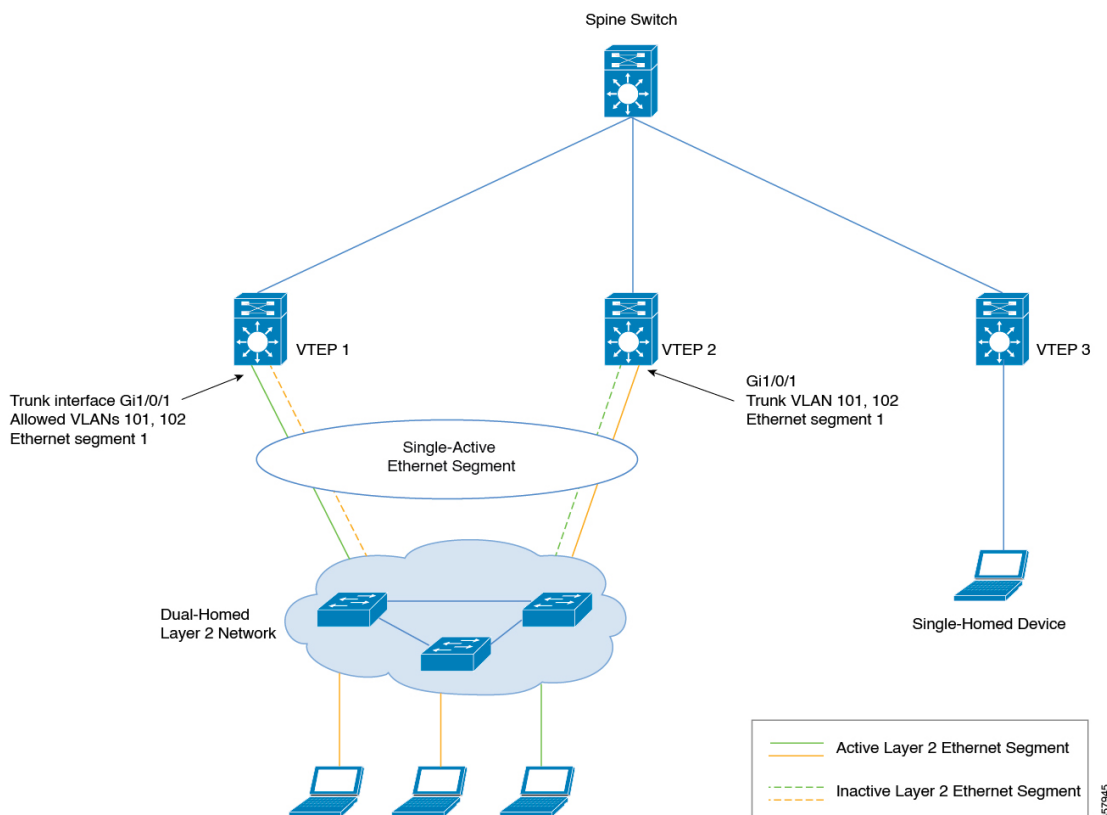 Spine Switch
VTEP 1
VTEP 2
VTEP 3
Trunk interface Gi1/0/1
Allowed VLANs 101, 102
Ethernet segment 1
Gi1/0/1
Trunk VLAN 101, 102
Ethernet segment 1
Single-Active
Ethernet Segment
Dual-Homed
Layer 2 Network
Single-Homed Device
Active Layer 2 Ethernet Segment
Inactive Layer 2 Ethernet Segment
57945